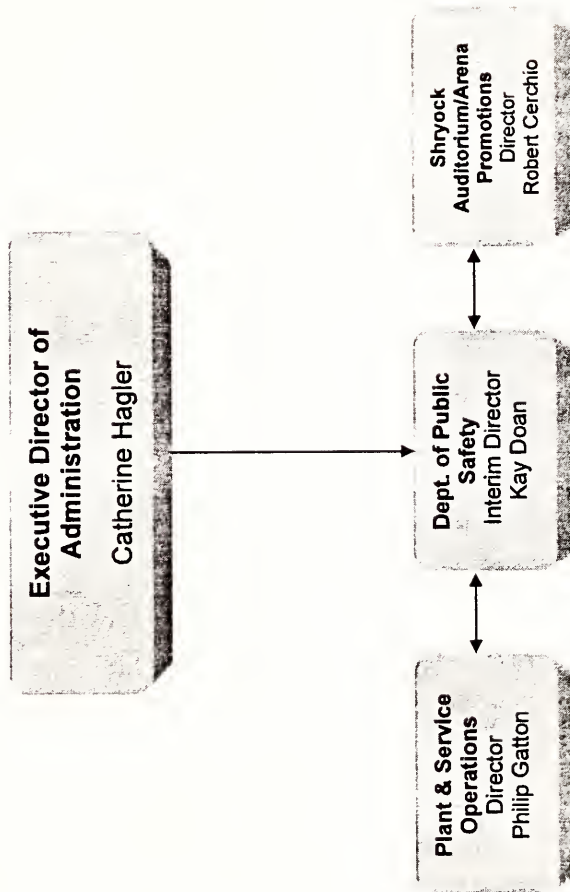 Executive Director of
Administration
Catherine Hagler
Plant & Service
Operations
Director
Philip Gatton
Dept. of Public
Safety
Interim Director
Kay Doan
Shryock
Auditorium/Arena
Promotions
Director
Robert Cerchio